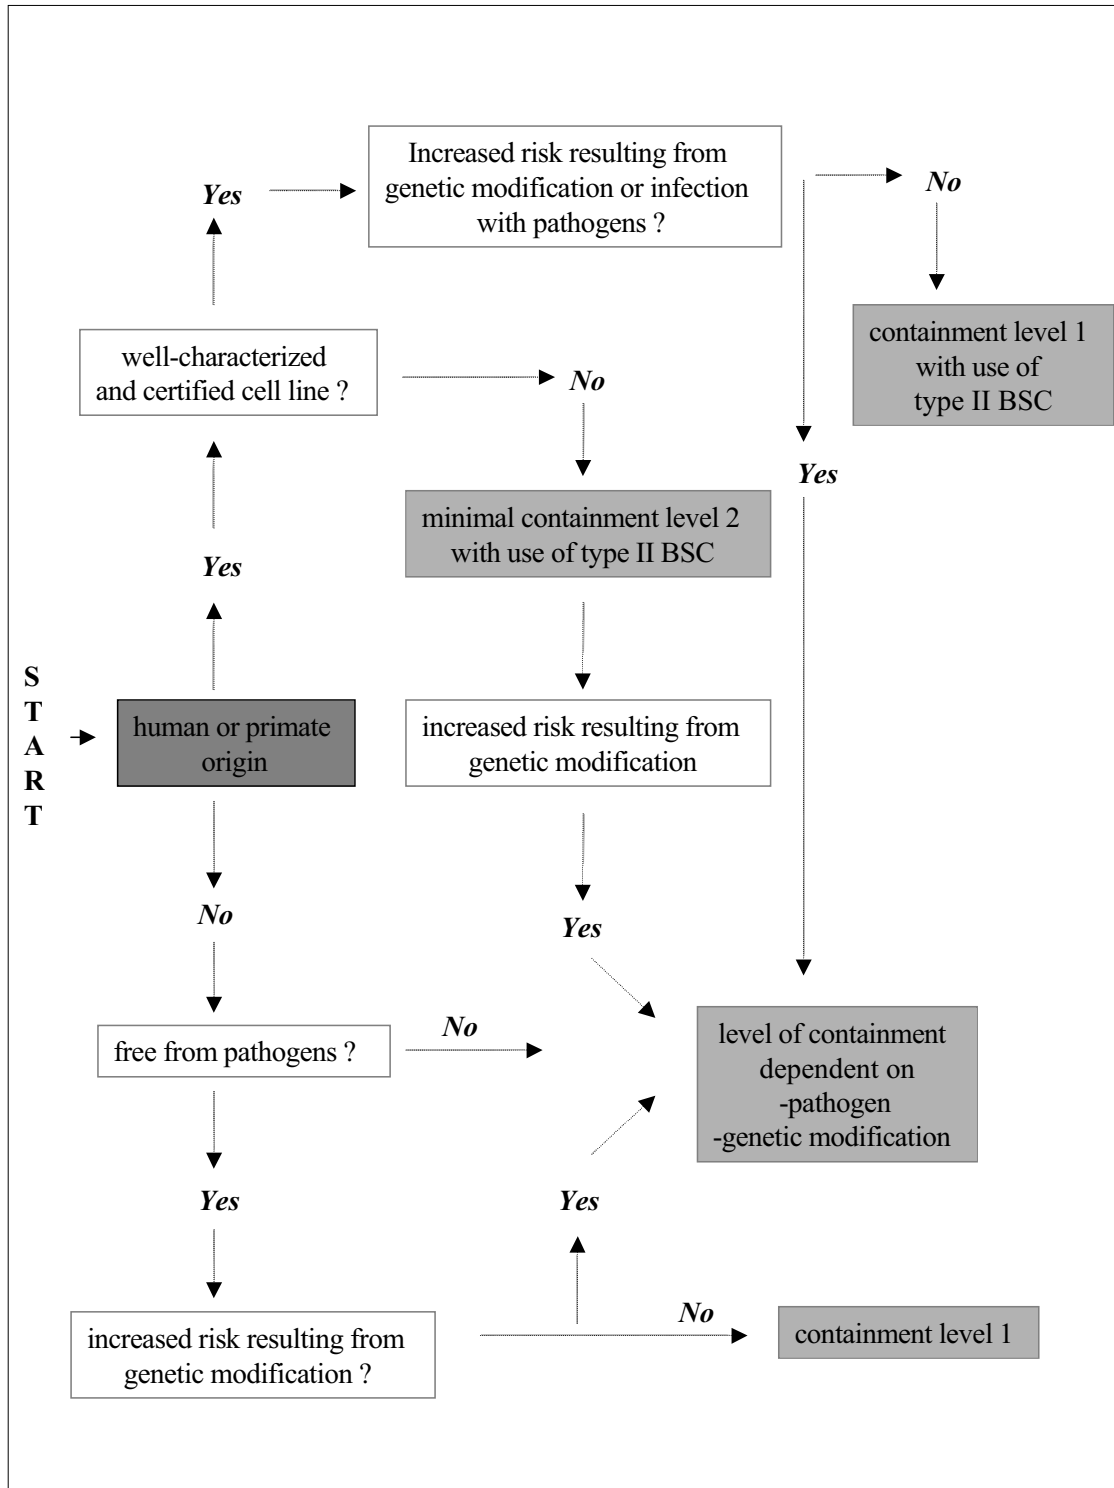 Increased risk resulting from
genetic modification or infection
with pathogens ?
Yes
No
containment level 1
with use of
type II BSC
well-characterized
and certified cell line ?
No
Yes
minimal containment level 2
with use of type II BSC
Yes
S
T
A
R
T
human or primate
origin
increased risk resulting from
genetic modification
No
Yes
free from pathogens ?
No
level of containment
dependent on
-pathogen
-genetic modification
Yes
Yes
increased risk resulting from
genetic modification ?
No
containment level 1